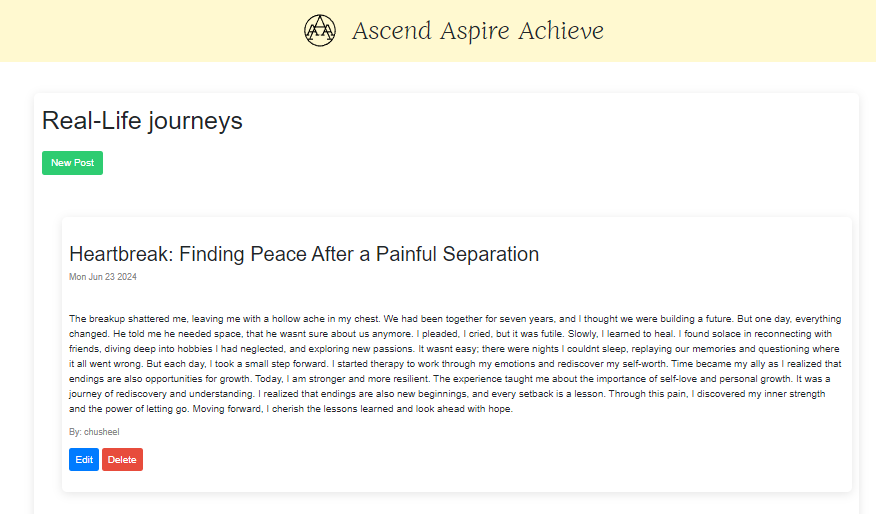 Ascend Aspire Achieve
Real-Life journeys
New Post
Heartbreak: Finding Peace After a Painful Separation
Mon Jun 23 2024
The breakup shattered me, leaving me with a hollow ache in my chest. We had been together for seven years, and I thought we were building a future. But one day, everything
changed. He told me he needed space, that he wasnt sure about us anymore. I pleaded, I cried, but it was futile. Slowly, I learned to heal. I found solace in reconnecting with
friends, diving deep into hobbies I had neglected, and exploring new passions. It wasnt easy; there were nights I couldnt sleep, replaying our memories and questioning where
it all went wrong. But each day, I took a small step forward. I started therapy to work through my emotions and rediscover my self-worth. Time became my ally as I realized that
endings are also opportunities for growth. Today, I am stronger and more resilient. The experience taught me about the importance of self-love and personal growth. It was a
journey of rediscovery and understanding. I realized that endings are also new beginnings, and every setback is a lesson. Through this pain, I discovered my inner strength
and the power of letting go. Moving forward, I cherish the lessons learned and look ahead with hope.
By: chusheel
Edit Delete